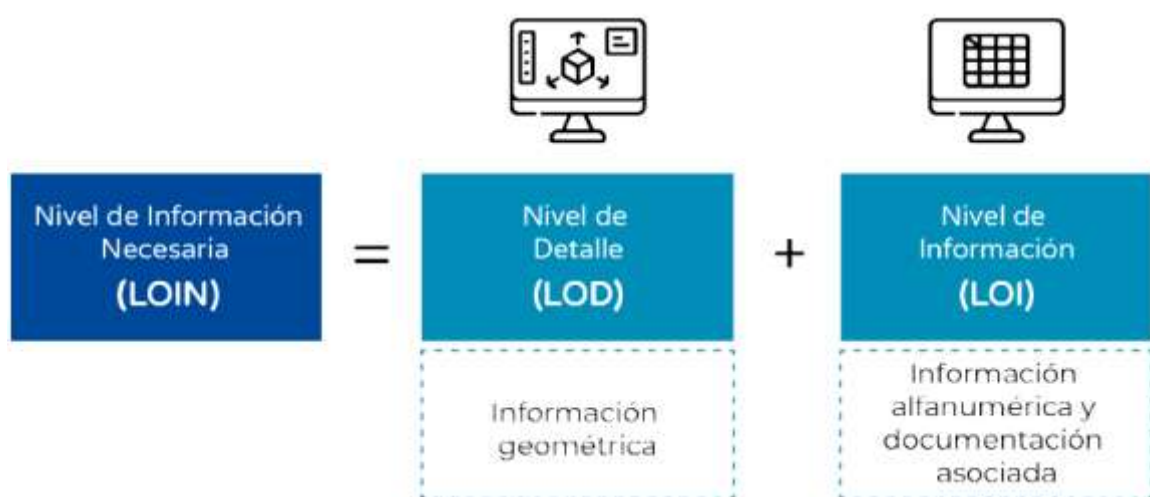 Nivel de Información
Necesaria
(LOIN)
=
Nivel de
Detalle
(LOD)
+
Nivel de
Información
(LOI)
Información
geométrica
Información
alfanumérica y
documentación
asociada